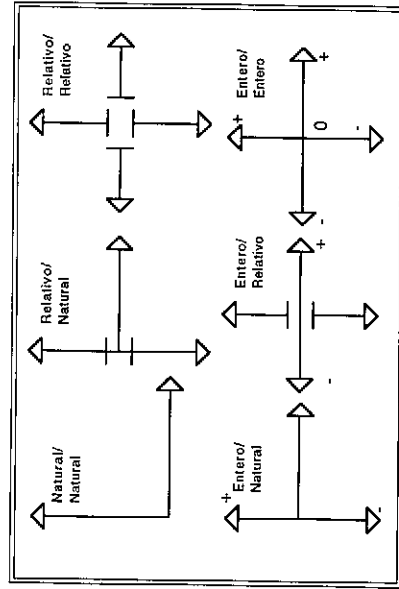 Natural/
Natural
Relativo/
Natural
Relativo/
Relativo
+
Entero/
Natural
-
Entero/
Relativo
-
+
+
Entero/
Entero
-
+
0
-